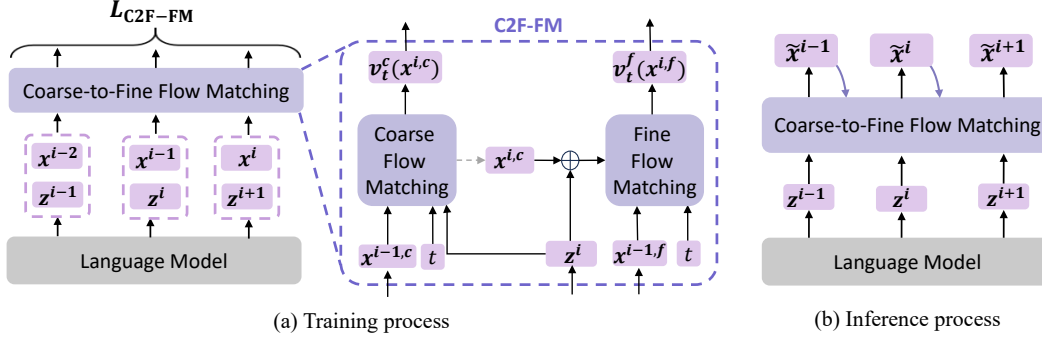 L_C2F−FM
Coarse-to-Fine Flow Matching
x^{i-2} x^{i-1} x^i
z^{i-1} z^i z^{i+1}
Language Model
C2F-FM
v_t^c(x^{i,c}) v_t^f(x^{i,f})
Coarse
Flow
Matching
x^{i,c}
Fine
Flow
Matching
x^{i-1,c} t z^i x^{i-1,f} t
(a) Training process
x̃^{i-1} x̃^i x̃^{i+1}
Coarse-to-Fine Flow Matching
z^{i-1} z^i z^{i+1}
Language Model
(b) Inference process